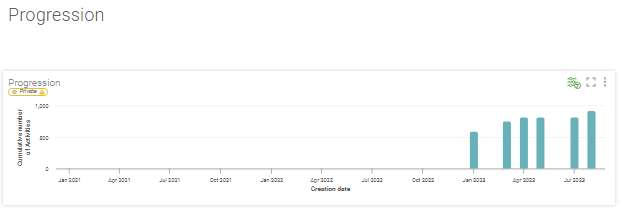 Progression
Progression
Private
1,000
Cumulative number
of Activities
500
0
Jan 2021 Apr 2021 Jul 2021 Oct 2021 Jan 2022 Apr 2022 Jul 2022 Oct 2022 Jan 2023 Apr 2023 Jul 2023
Creation date